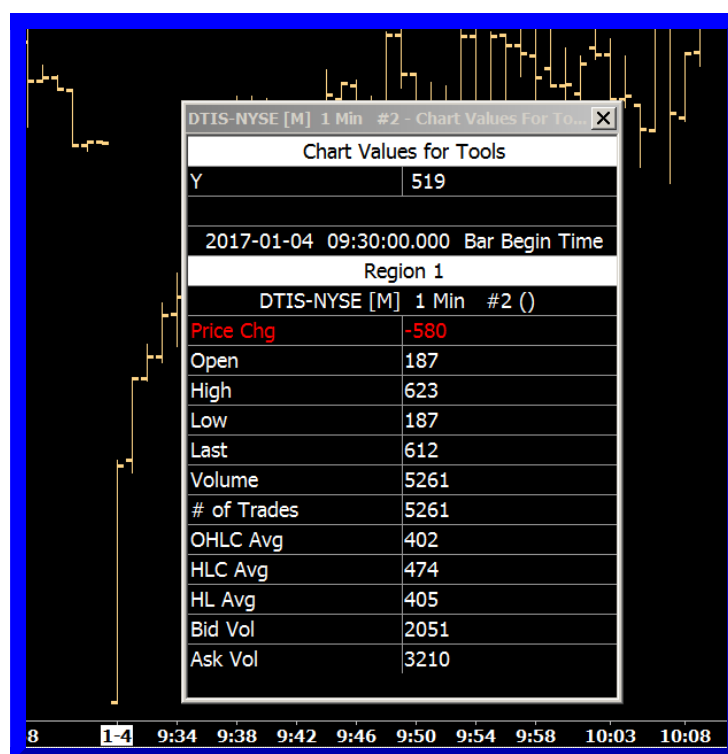 DTIS-NYSE [M] 1 Min #2 - Chart Values For To...
Chart Values for Tools
Y 519
2017-01-04 09:30:00.000 Bar Begin Time
Region 1
DTIS-NYSE [M] 1 Min #2 ()
Price Chg -580
Open 187
High 623
Low 187
Last 612
Volume 5261
# of Trades 5261
OHLC Avg 402
HLC Avg 474
HL Avg 405
Bid Vol 2051
Ask Vol 3210
8 1-4 9:34 9:38 9:42 9:46 9:50 9:54 9:58 10:03 10:08